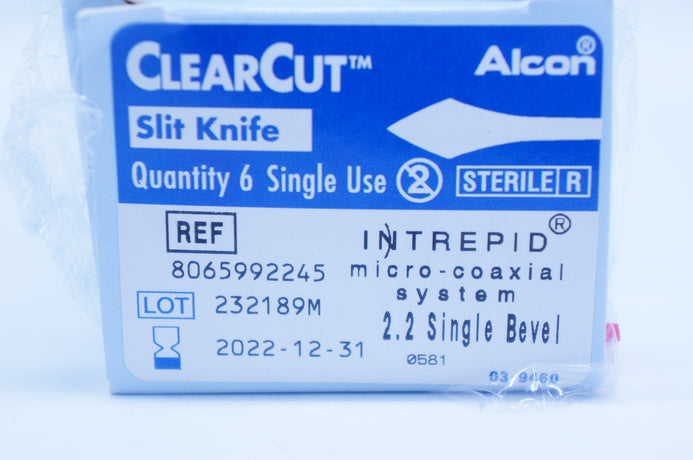 CLEARCUT™ Alcon®
Slit Knife
Quantity 6 Single Use 2 STERILE R
REF INTREPID®
8065992245 micro-coaxial
system
LOT 232189M
2.2 Single Bevel
2022-12-31
0581